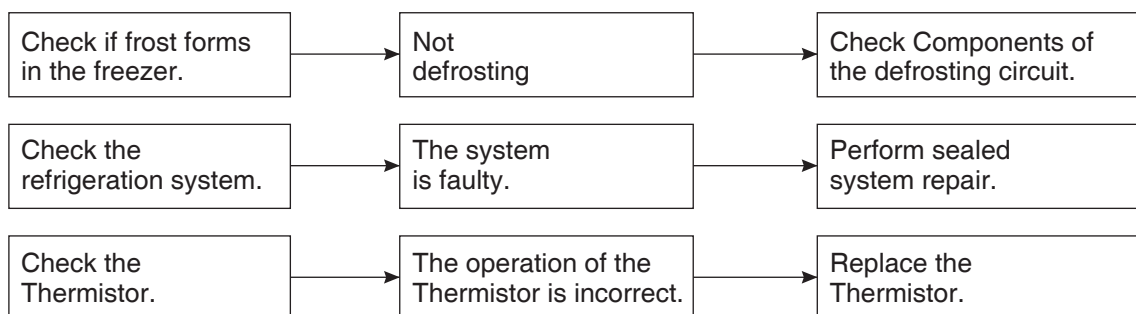 Check if frost forms
in the freezer.
Not
defrosting
Check Components of
the defrosting circuit.
Check the
refrigeration system.
The system
is faulty.
Perform sealed
system repair.
Check the
Thermistor.
The operation of the
Thermistor is incorrect.
Replace the
Thermistor.